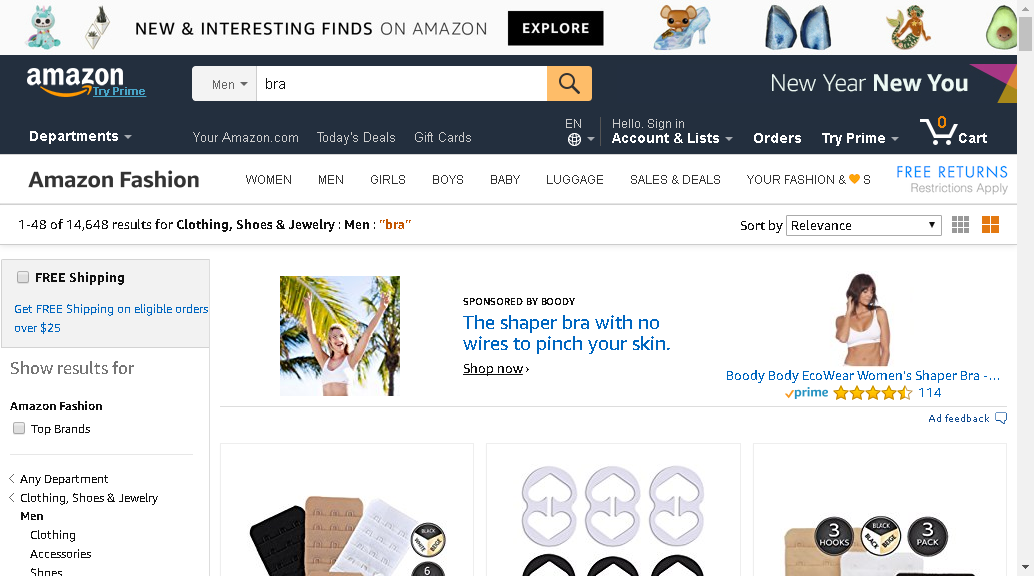 NEW & INTERESTING FINDS ON AMAZON
EXPLORE
amazon
Try Prime
Men
bra
New Year New You
Departments
Your Amazon.com
Today's Deals
Gift Cards
EN
Hello. Sign in
Account & Lists
Orders
Try Prime
0
Cart
Amazon Fashion
WOMEN
MEN
GIRLS
BOYS
BABY
LUGGAGE
SALES & DEALS
YOUR FASHION & S
FREE RETURNS
Restrictions Apply
1-48 of 14,648 results for Clothing, Shoes & Jewelry : Men : "bra"
Sort by
Relevance
FREE Shipping
Get FREE Shipping on eligible orders
over $25
Show results for
Amazon Fashion
Top Brands
Any Department
Clothing, Shoes & Jewelry
Men
Clothing
Accessories
Shoes
SPONSORED BY BOODY
The shaper bra with no
wires to pinch your skin.
Shop now ›
Boody Body EcoWear Women's Shaper Bra -...
prime
114
Ad feedback
BLACK
WHITE
BEIGE
6
3
HOOKS
BLACK
BLACK
BEIGE
3
PACK